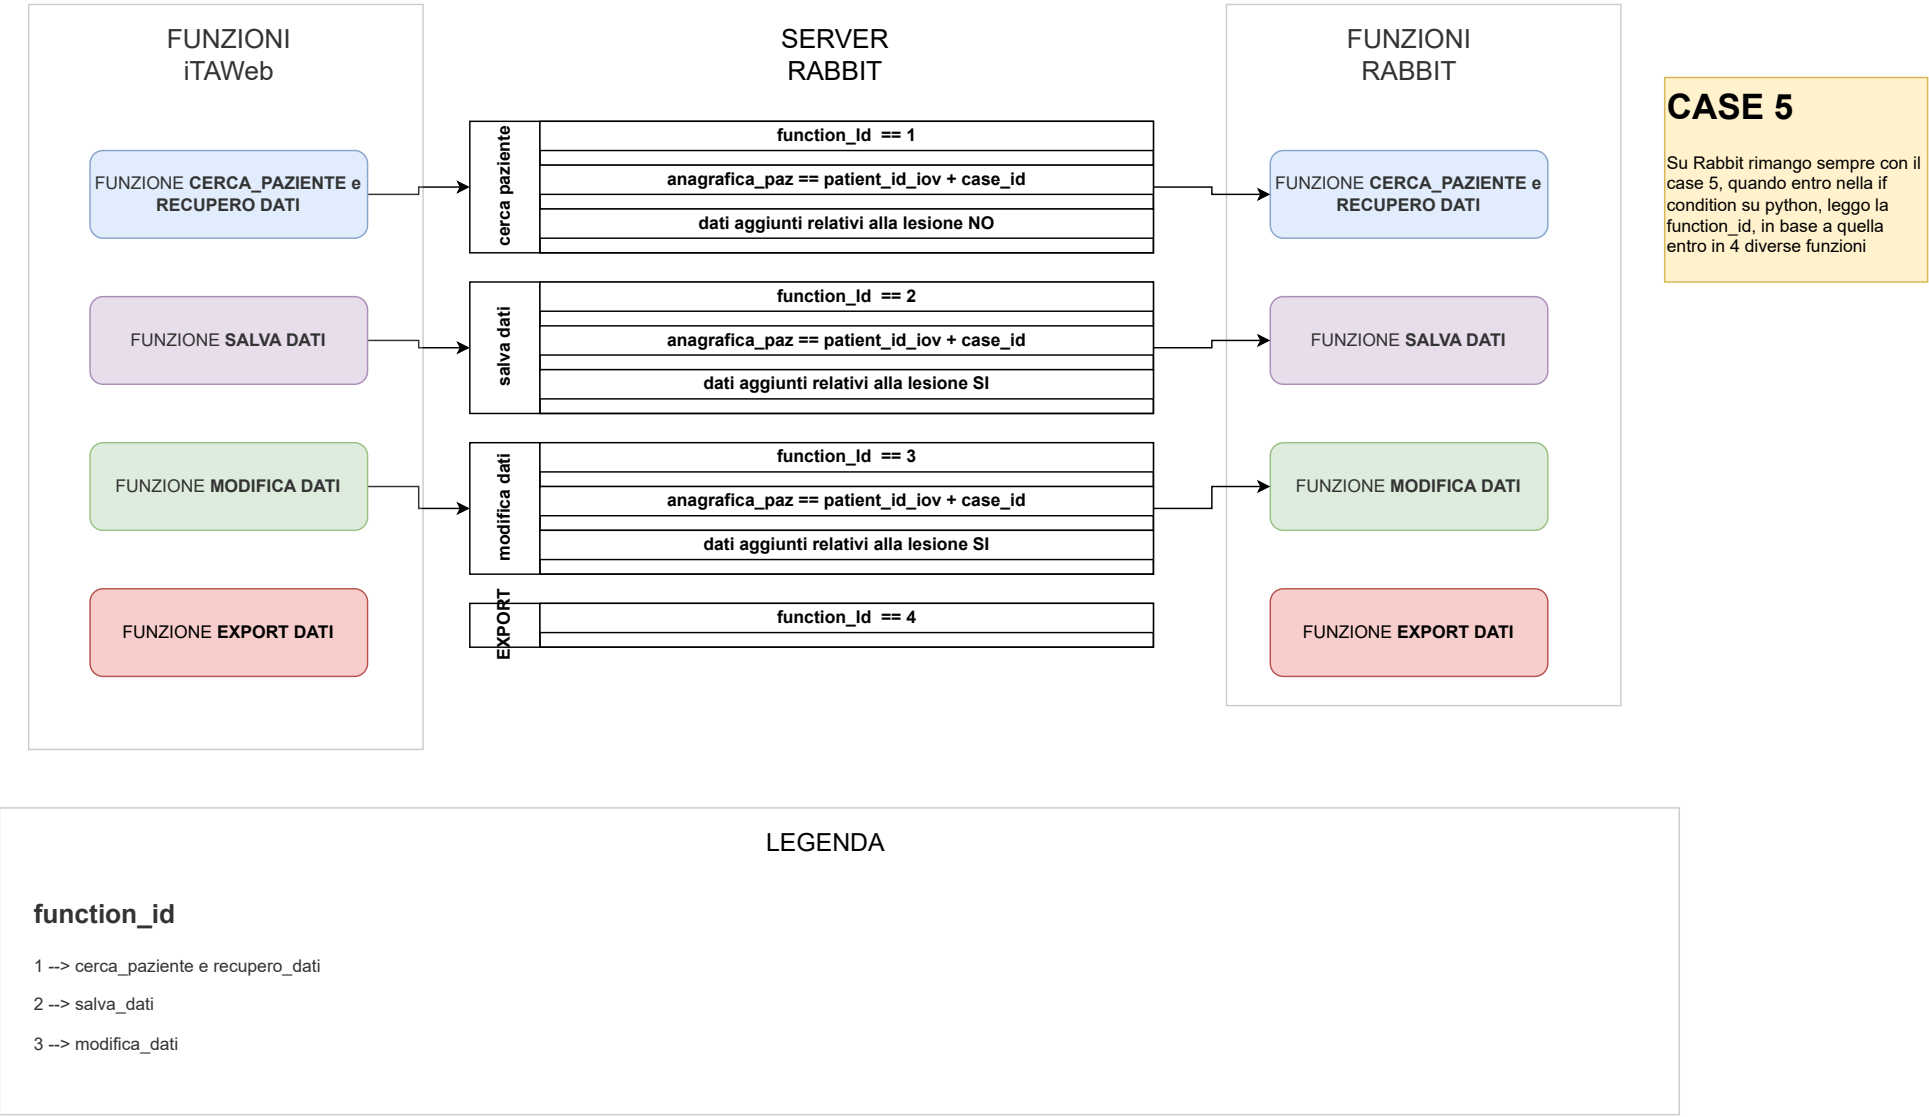 FUNZIONI
iTAWeb
SERVER
RABBIT
FUNZIONI
RABBIT
CASE 5
Su Rabbit rimango sempre con il
case 5, quando entro nella if
condition su python, leggo la
function_id, in base a quella
entro in 4 diverse funzioni
FUNZIONE CERCA_PAZIENTE e
RECUPERO DATI
cerca paziente
function_Id == 1
anagrafica_paz == patient_id_iov + case_id
dati aggiunti relativi alla lesione NO
FUNZIONE CERCA_PAZIENTE e
RECUPERO DATI
FUNZIONE SALVA DATI
salva dati
function_Id == 2
anagrafica_paz == patient_id_iov + case_id
dati aggiunti relativi alla lesione SI
FUNZIONE SALVA DATI
FUNZIONE MODIFICA DATI
modifica dati
function_Id == 3
anagrafica_paz == patient_id_iov + case_id
dati aggiunti relativi alla lesione SI
FUNZIONE MODIFICA DATI
FUNZIONE EXPORT DATI
EXPORT
function_Id == 4
FUNZIONE EXPORT DATI
LEGENDA
function_id
1 --> cerca_paziente e recupero_dati
2 --> salva_dati
3 --> modifica_dati